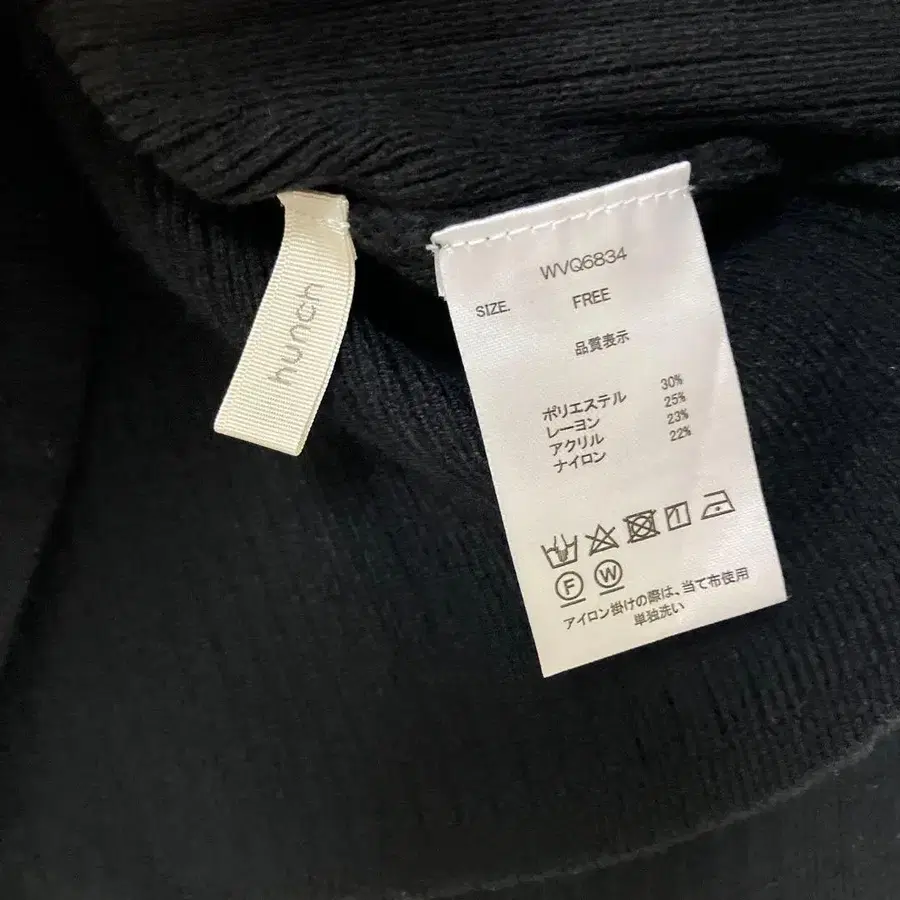 hunch
WVQ6834
SIZE. FREE
品質表示
ポリエステル 30%
レーヨン 25%
アクリル 23%
ナイロン 22%
F W
アイロン掛けの際は、当て布使用
単独洗い